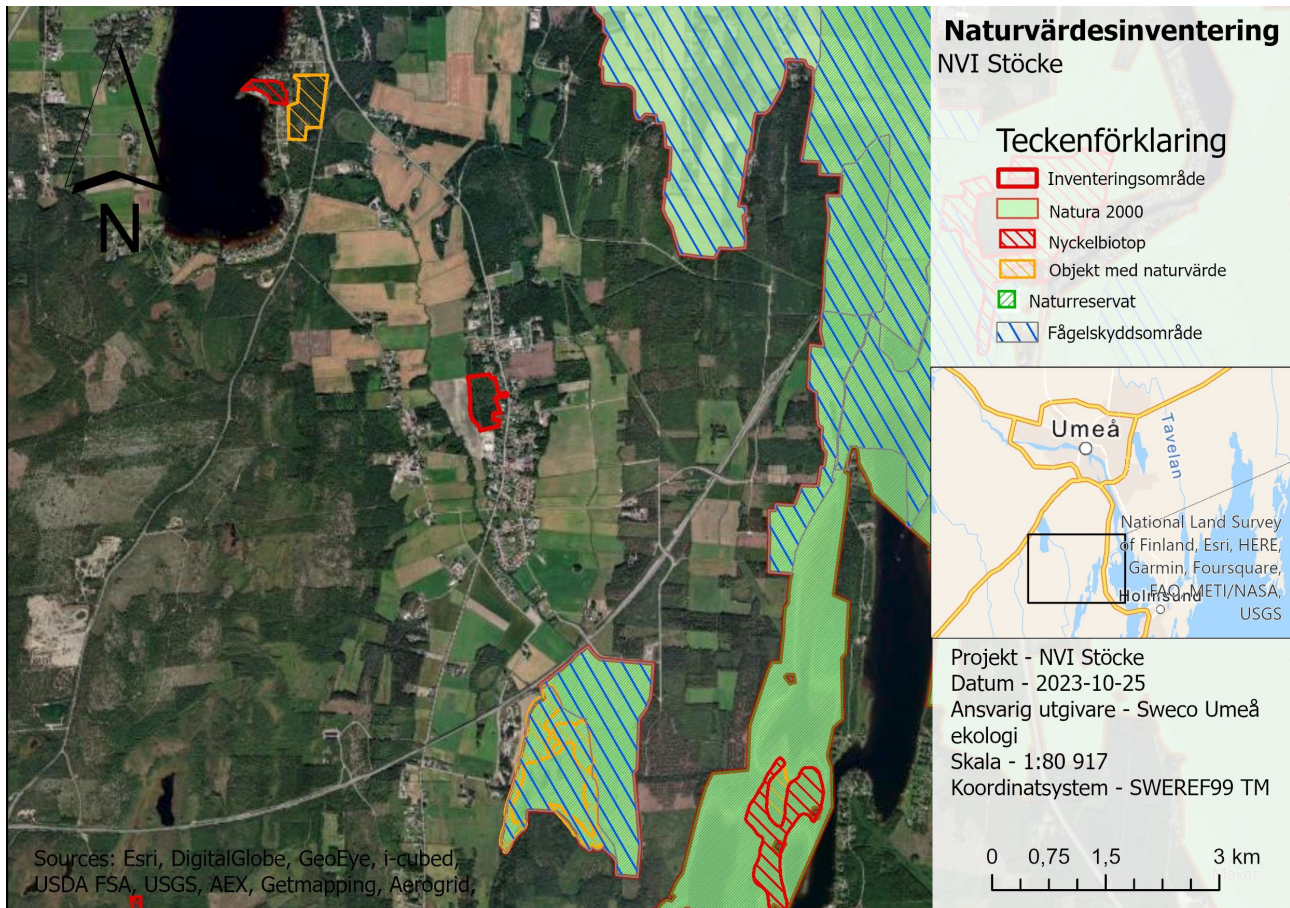 Naturvärdesinventering
NVI Stöcke
Teckenförklaring
Inventeringsområde
Natura 2000
Nyckelbiotop
Objekt med naturvärde
Naturreservat
Fågelskyddsområde
N
Umeå
Tavelan
Holmsund
National Land Survey
of Finland, Esri, HERE,
Garmin, Foursquare,
FAO, METI/NASA,
USGS
Projekt - NVI Stöcke
Datum - 2023-10-25
Ansvarig utgivare - Sweco Umeå
ekologi
Skala - 1:80 917
Koordinatsystem - SWEREF99 TM
0 0,75 1,5 3 km
Maxar
Sources: Esri, DigitalGlobe, GeoEye, i-cubed,
USDA FSA, USGS, AEX, Getmapping, Aerogrid,